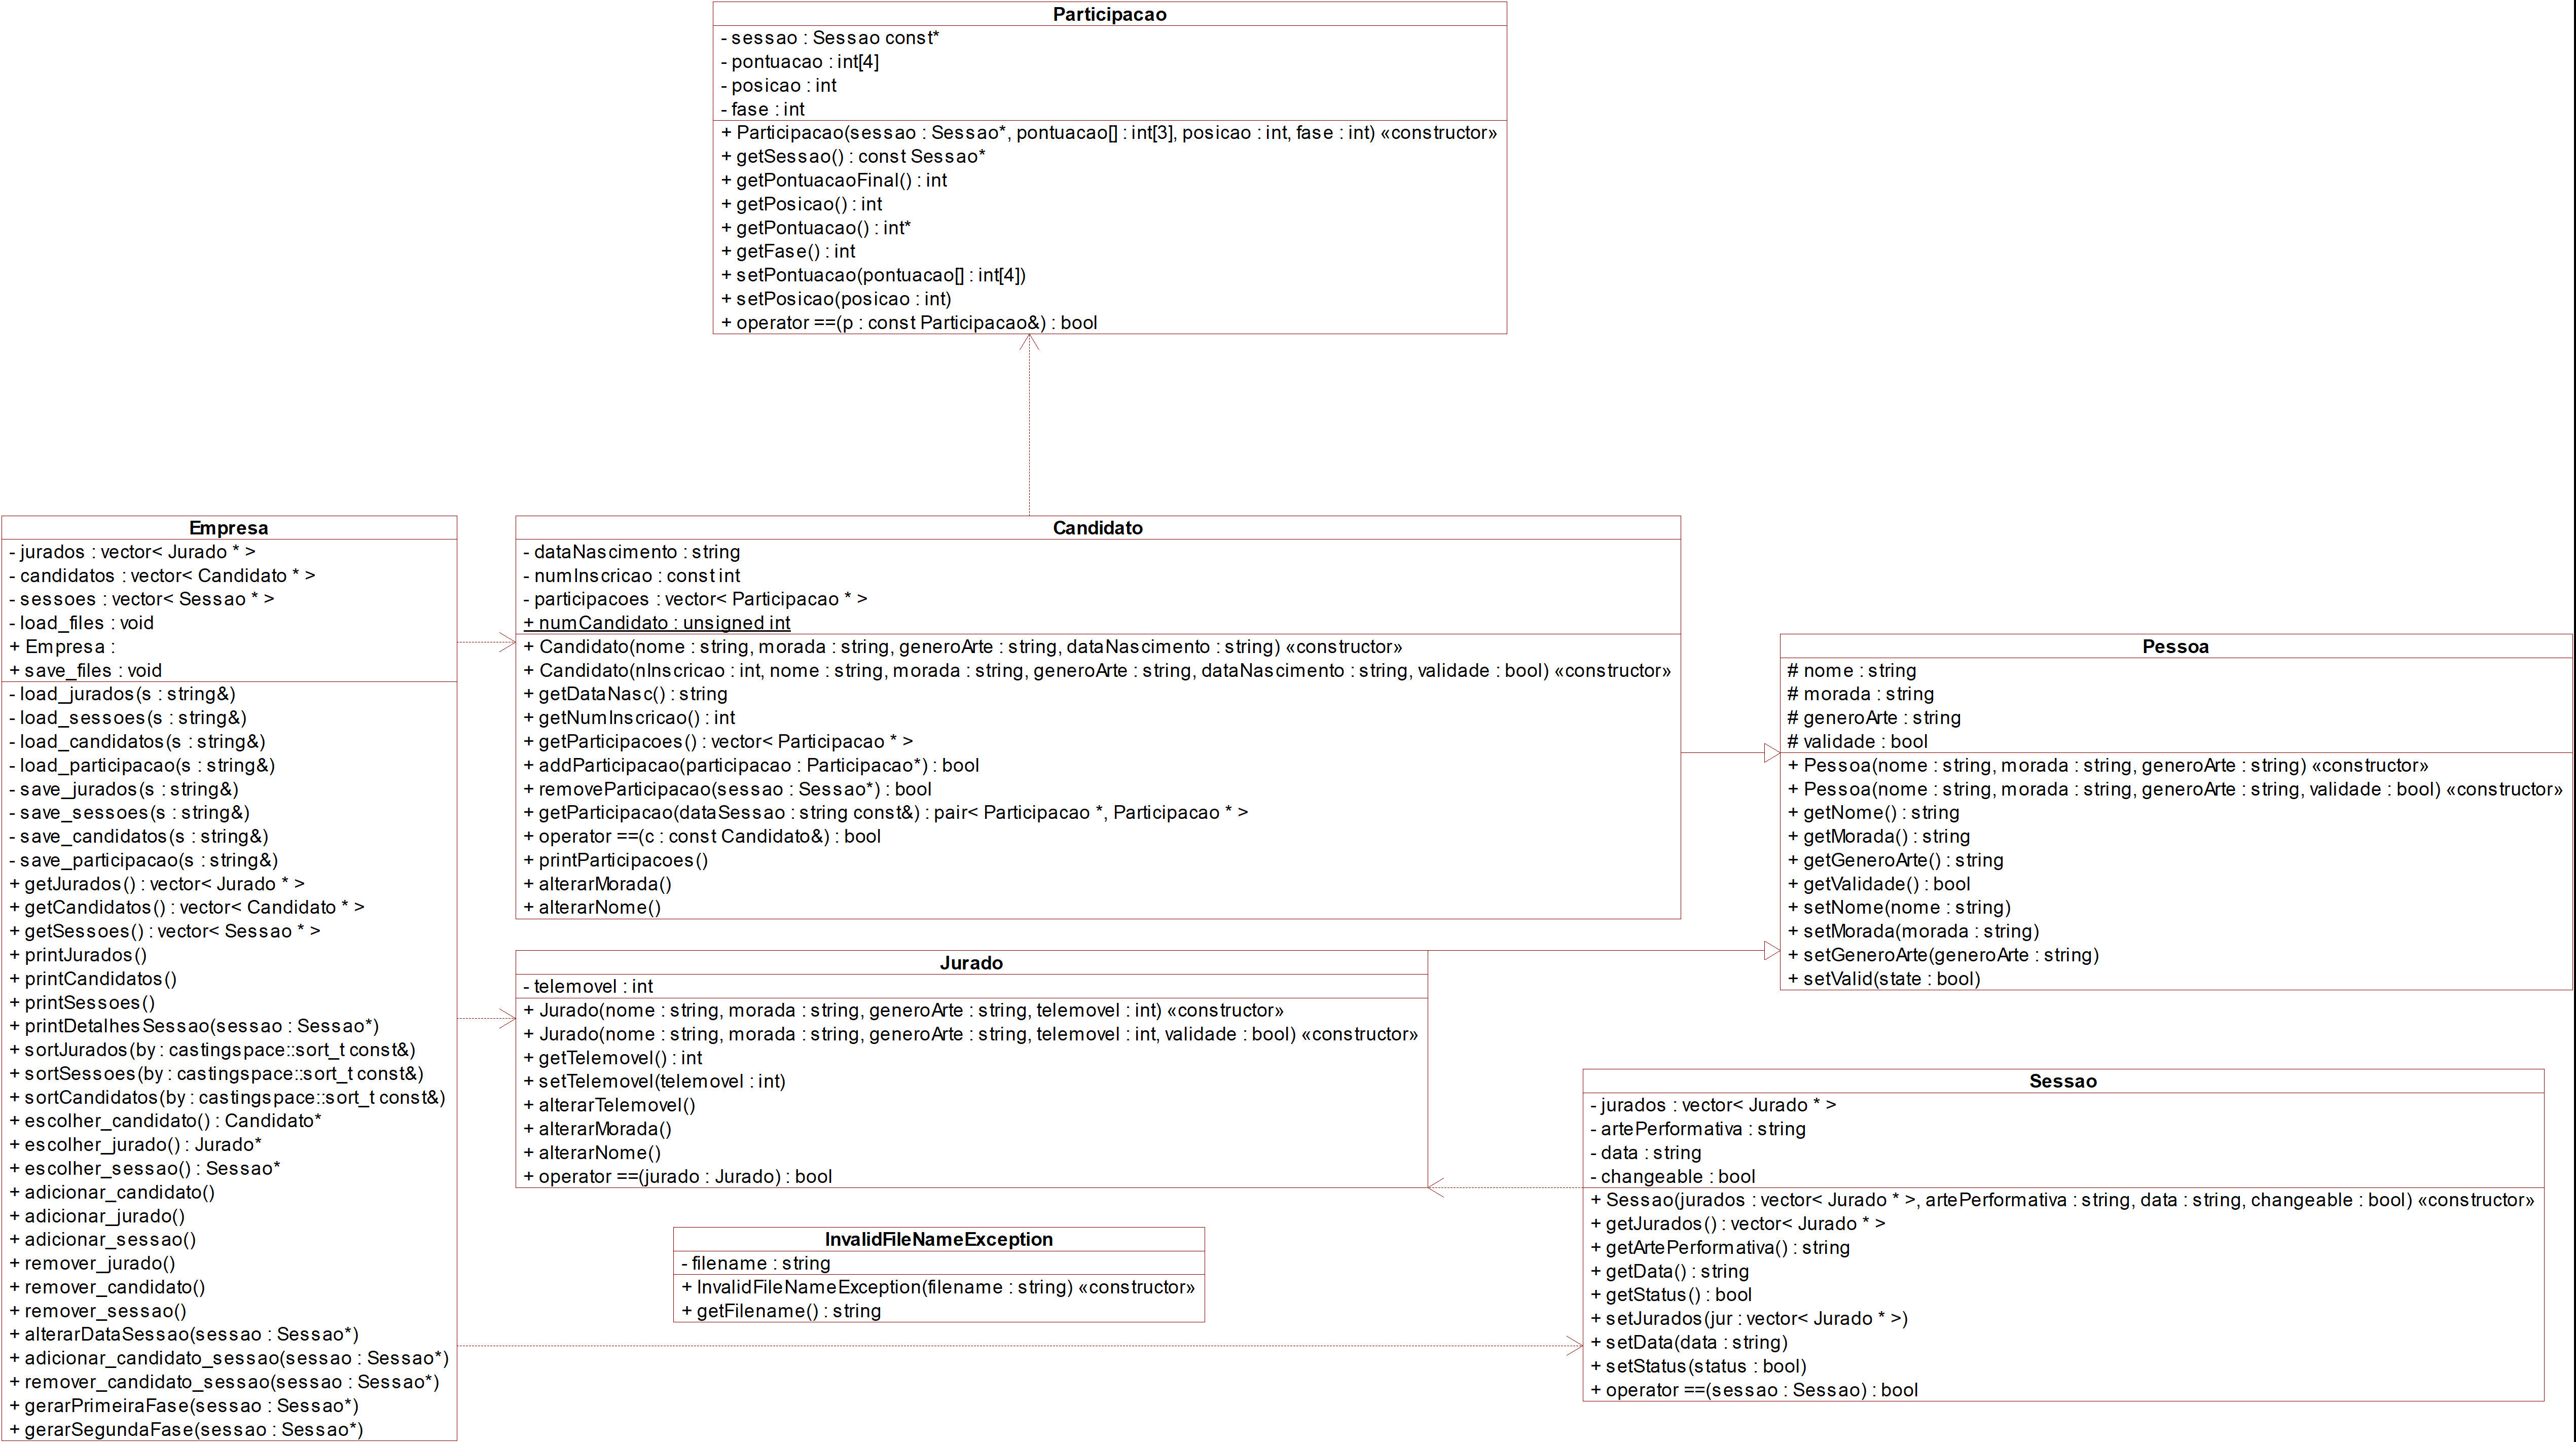 Participacao
- sessao : Sessao const*
- pontuacao : int[4]
- posicao : int
- fase : int
+ Participacao(sessao : Sessao*, pontuacao[] : int[3], posicao : int, fase : int) «constructor»
+ getSessao() : const Sessao*
+ getPontuacaoFinal() : int
+ getPosicao() : int
+ getPontuacao() : int*
+ getFase() : int
+ setPontuacao(pontuacao[] : int[4])
+ setPosicao(posicao : int)
+ operator ==(p : const Participacao&) : bool
Empresa
- jurados : vector< Jurado * >
- candidatos : vector< Candidato * >
- sessoes : vector< Sessao * >
- load_files : void
+ Empresa :
+ save_files : void
- load_jurados(s : string&)
- load_sessoes(s : string&)
- load_candidatos(s : string&)
- load_participacao(s : string&)
- save_jurados(s : string&)
- save_sessoes(s : string&)
- save_candidatos(s : string&)
- save_participacao(s : string&)
+ getJurados() : vector< Jurado * >
+ getCandidatos() : vector< Candidato * >
+ getSessoes() : vector< Sessao * >
+ printJurados()
+ printCandidatos()
+ printSessoes()
+ printDetalhesSessao(sessao : Sessao*)
+ sortJurados(by : castingspace::sort_t const&)
+ sortSessoes(by : castingspace::sort_t const&)
+ sortCandidatos(by : castingspace::sort_t const&)
+ escolher_candidato() : Candidato*
+ escolher_jurado() : Jurado*
+ escolher_sessao() : Sessao*
+ adicionar_candidato()
+ adicionar_jurado()
+ adicionar_sessao()
+ remover_jurado()
+ remover_candidato()
+ remover_sessao()
+ alterarDataSessao(sessao : Sessao*)
+ adicionar_candidato_sessao(sessao : Sessao*)
+ remover_candidato_sessao(sessao : Sessao*)
+ gerarPrimeiraFase(sessao : Sessao*)
+ gerarSegundaFase(sessao : Sessao*)
Candidato
- dataNascimento : string
- numInscricao : const int
- participacoes : vector< Participacao * >
+ numCandidato : unsigned int
+ Candidato(nome : string, morada : string, generoArte : string, dataNascimento : string) «constructor»
+ Candidato(nInscricao : int, nome : string, morada : string, generoArte : string, dataNascimento : string, validade : bool) «constructor»
+ getDataNasc() : string
+ getNumInscricao() : int
+ getParticipacoes() : vector< Participacao * >
+ addParticipacao(participacao : Participacao*) : bool
+ removeParticipacao(sessao : Sessao*) : bool
+ getParticipacao(dataSessao : string const&) : pair< Participacao *, Participacao * >
+ operator ==(c : const Candidato&) : bool
+ printParticipacoes()
+ alterarMorada()
+ alterarNome()
Pessoa
# nome : string
# morada : string
# generoArte : string
# validade : bool
+ Pessoa(nome : string, morada : string, generoArte : string) «constructor»
+ Pessoa(nome : string, morada : string, generoArte : string, validade : bool) «constructor»
+ getNome() : string
+ getMorada() : string
+ getGeneroArte() : string
+ getValidade() : bool
+ setNome(nome : string)
+ setMorada(morada : string)
+ setGeneroArte(generoArte : string)
+ setValid(state : bool)
Jurado
- telemovel : int
+ Jurado(nome : string, morada : string, generoArte : string, telemovel : int) «constructor»
+ Jurado(nome : string, morada : string, generoArte : string, telemovel : int, validade : bool) «constructor»
+ getTelemovel() : int
+ setTelemovel(telemovel : int)
+ alterarTelemovel()
+ alterarMorada()
+ alterarNome()
+ operator ==(jurado : Jurado) : bool
Sessao
- jurados : vector< Jurado * >
- artePerformativa : string
- data : string
- changeable : bool
+ Sessao(jurados : vector< Jurado * >, artePerformativa : string, data : string, changeable : bool) «constructor»
+ getJurados() : vector< Jurado * >
+ getArtePerformativa() : string
+ getData() : string
+ getStatus() : bool
+ setJurados(jur : vector< Jurado * >)
+ setData(data : string)
+ setStatus(status : bool)
+ operator ==(sessao : Sessao) : bool
InvalidFileNameException
- filename : string
+ InvalidFileNameException(filename : string) «constructor»
+ getFilename() : string